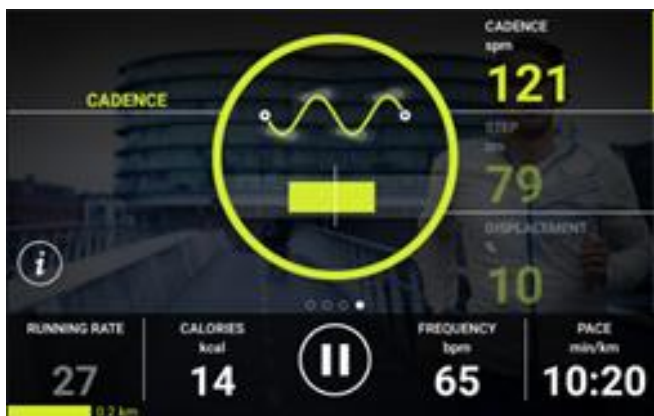 CADENCE
spm
121
CADENCE
STEP
79
DISPLACEMENT
%
10
i
RUNNING RATE
27
CALORIES
kcal
14
FREQUENCY
bpm
65
PACE
min/km
10:20
0.2 km